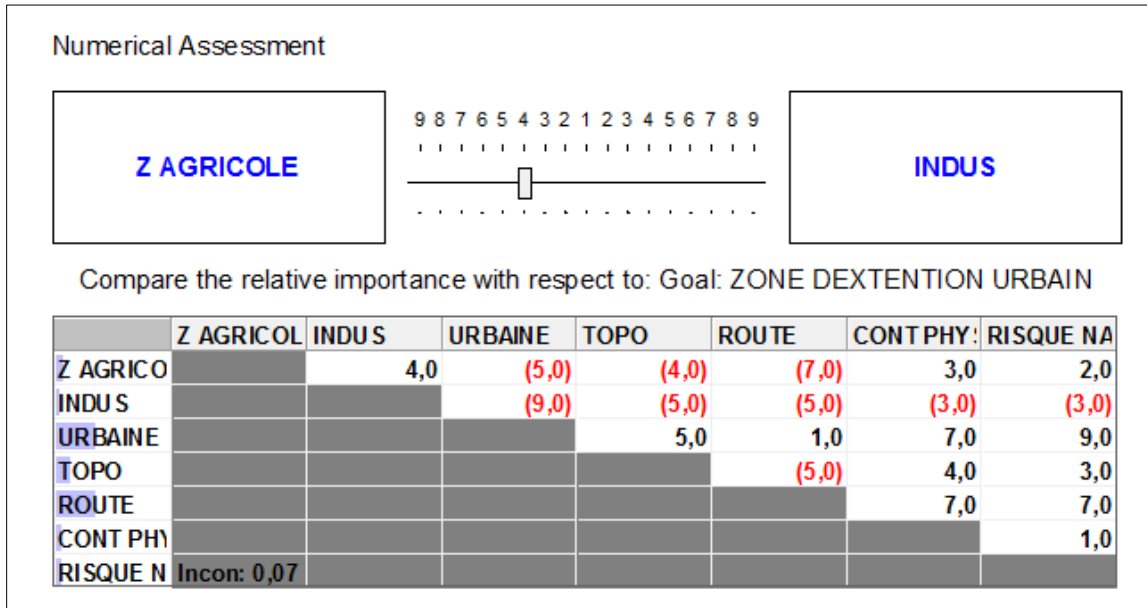 Numerical Assessment
9 8 7 6 5 4 3 2 1 2 3 4 5 6 7 8 9
Z AGRICOLE INDUS
Compare the relative importance with respect to: Goal: ZONE DEXTENTION URBAIN
Z AGRICOL INDUS URBAINE TOPO ROUTE CONT PHY: RISQUE NA
Z AGRICO 4,0 (5,0) (4,0) (7,0) 3,0 2,0
INDUS (9,0) (5,0) (5,0) (3,0) (3,0)
URBAINE 5,0 1,0 7,0 9,0
TOPO (5,0) 4,0 3,0
ROUTE 7,0 7,0
CONT PHY 1,0
RISQUE N Incon: 0,07